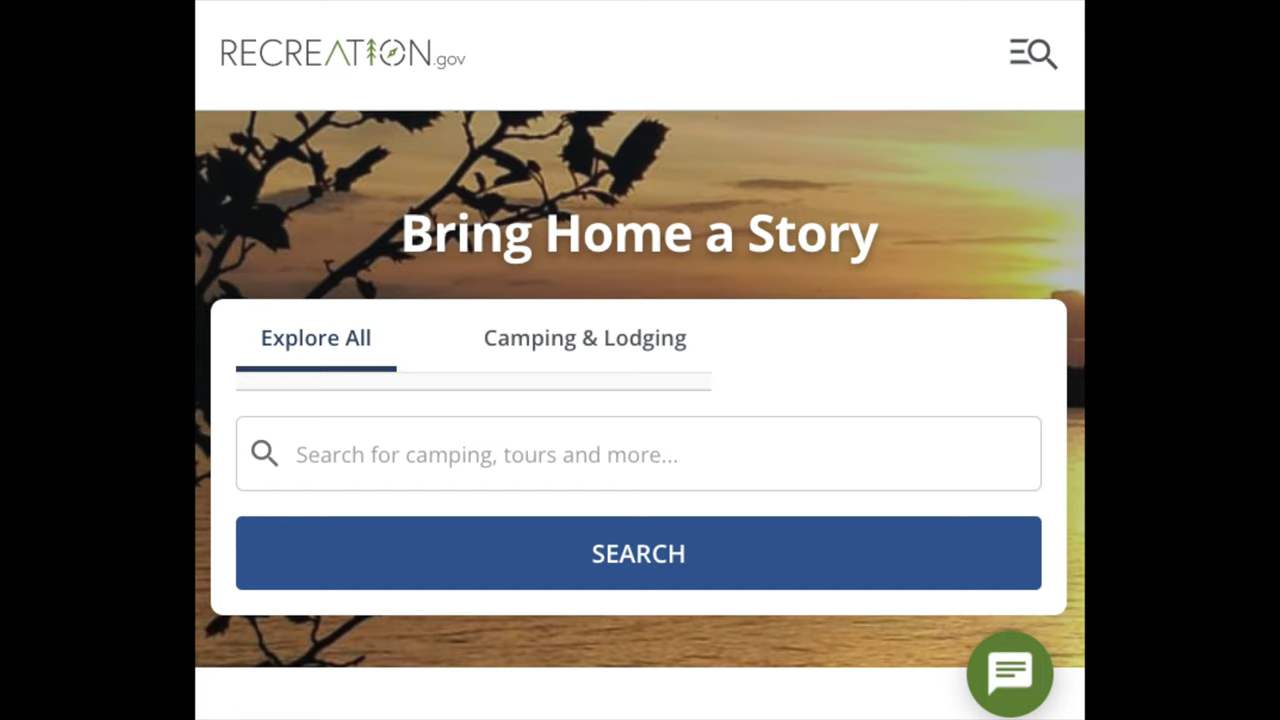 RECREATION.gov
Bring Home a Story
Explore All
Camping & Lodging
Search for camping, tours and more...
SEARCH